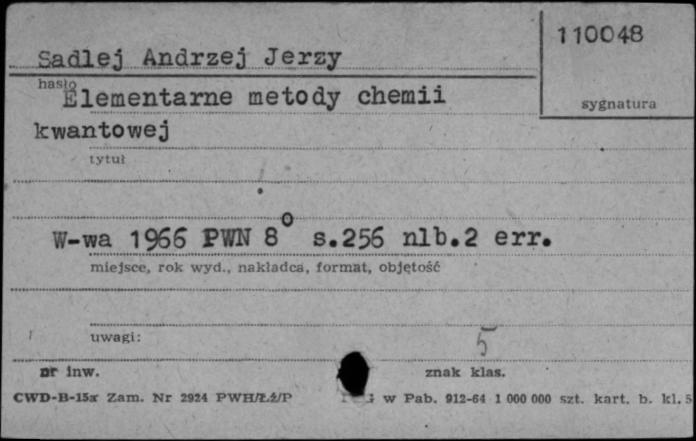 Sadlej Andrzej Jerzy
110048
hasło
Elementarne metody chemii
sygnatura
kwantowej
tytuł
W-wa 1966 PWN 8° s.256 nlb.2 err.
miejsce, rok wyd., nakładca, format, objętość
uwagi:
5
nr inw.
znak klas.
CWD-B-15x Zam. Nr 2924 PWH/ŁŻ/P
w Pab. 912-64 1 000 000 szt. kart. b. kl. 5